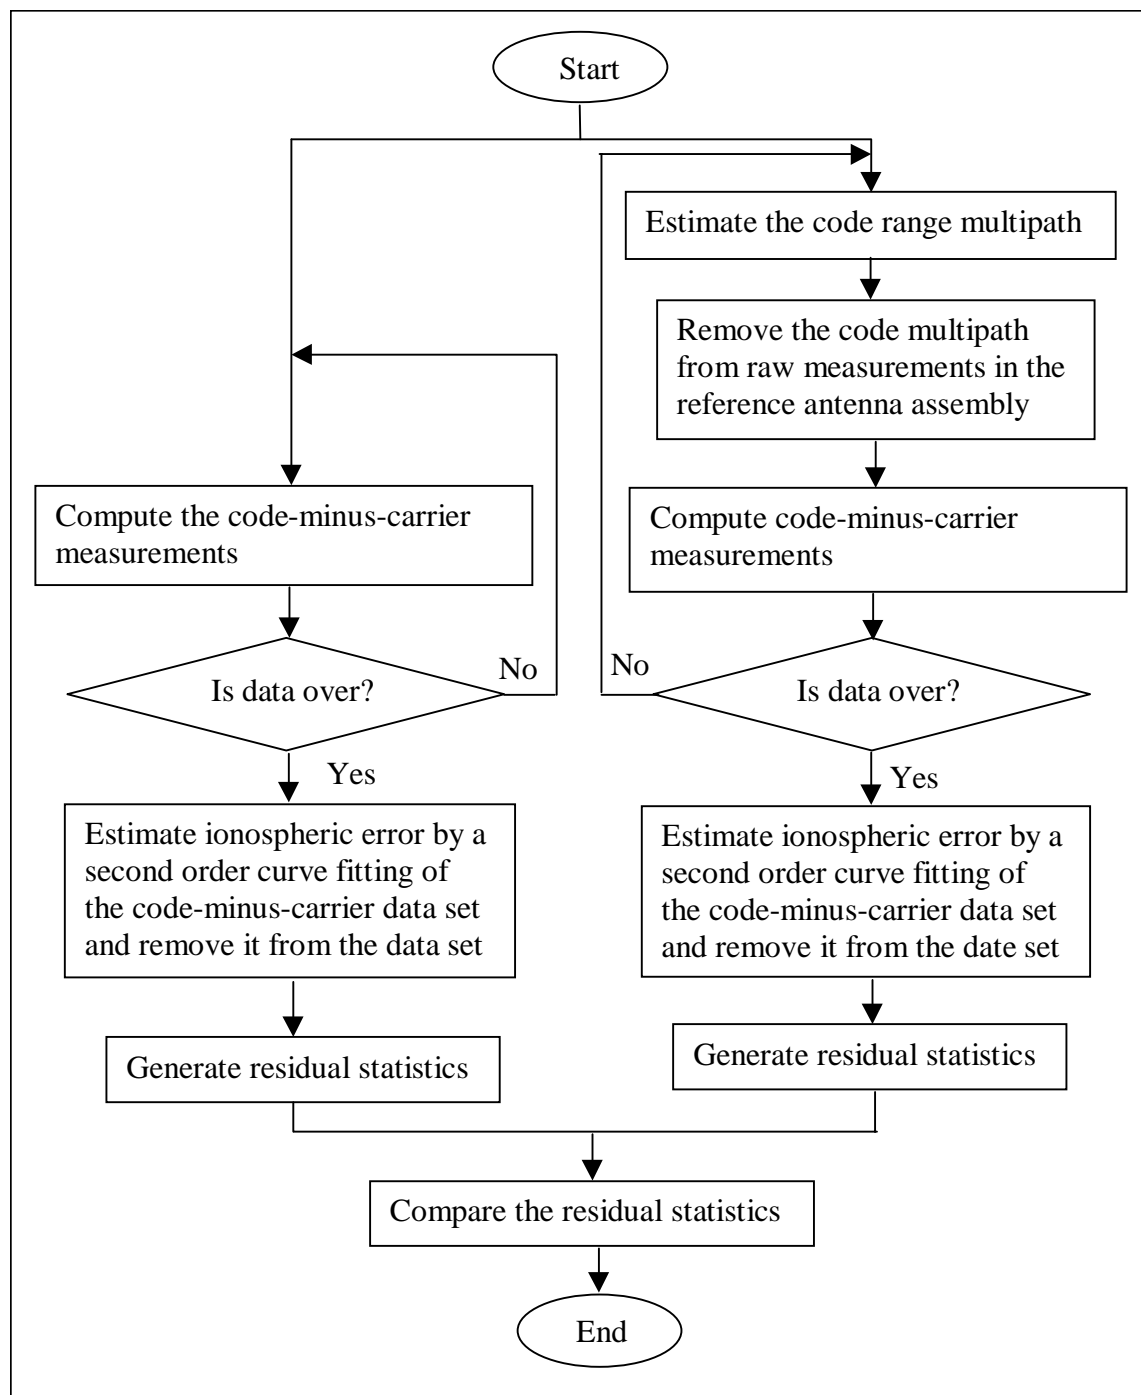 Start
Estimate the code range multipath
Remove the code multipath
from raw measurements in the
reference antenna assembly
Compute the code-minus-carrier
measurements
Compute code-minus-carrier
measurements
No
Is data over?
No
Is data over?
Yes
Yes
Estimate ionospheric error by a
second order curve fitting of
the code-minus-carrier data set
and remove it from the data set
Estimate ionospheric error by a
second order curve fitting of
the code-minus-carrier data set
and remove it from the date set
Generate residual statistics
Generate residual statistics
Compare the residual statistics
End